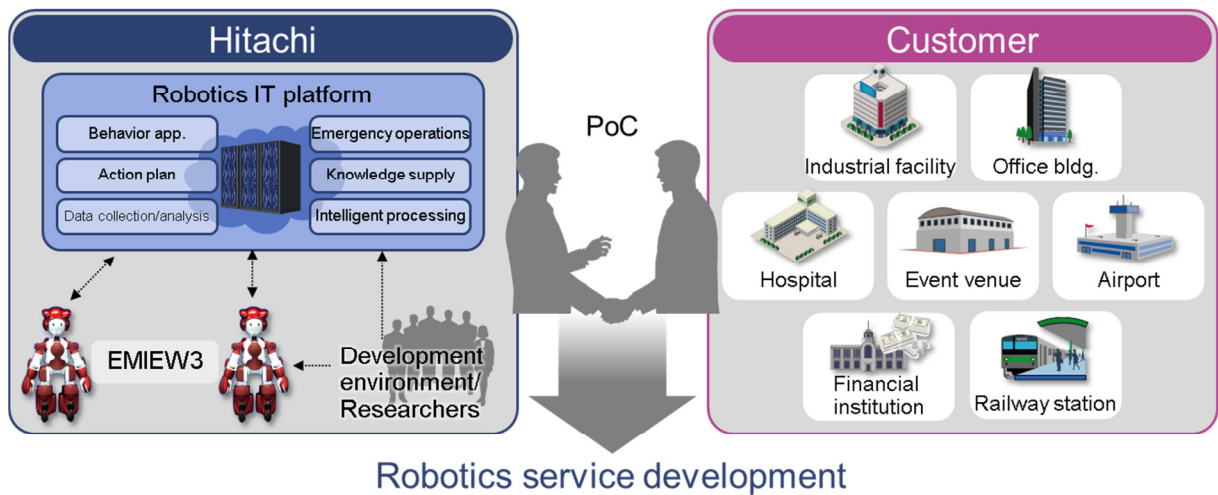 Hitachi
Robotics IT platform
Behavior app.
Emergency operations
Action plan
Knowledge supply
Data collection/analysis
Intelligent processing
EMIEW3
Development
environment/
Researchers
PoC
Customer
Industrial facility
Office bldg.
Hospital
Event venue
Airport
Financial
institution
Railway station
Robotics service development